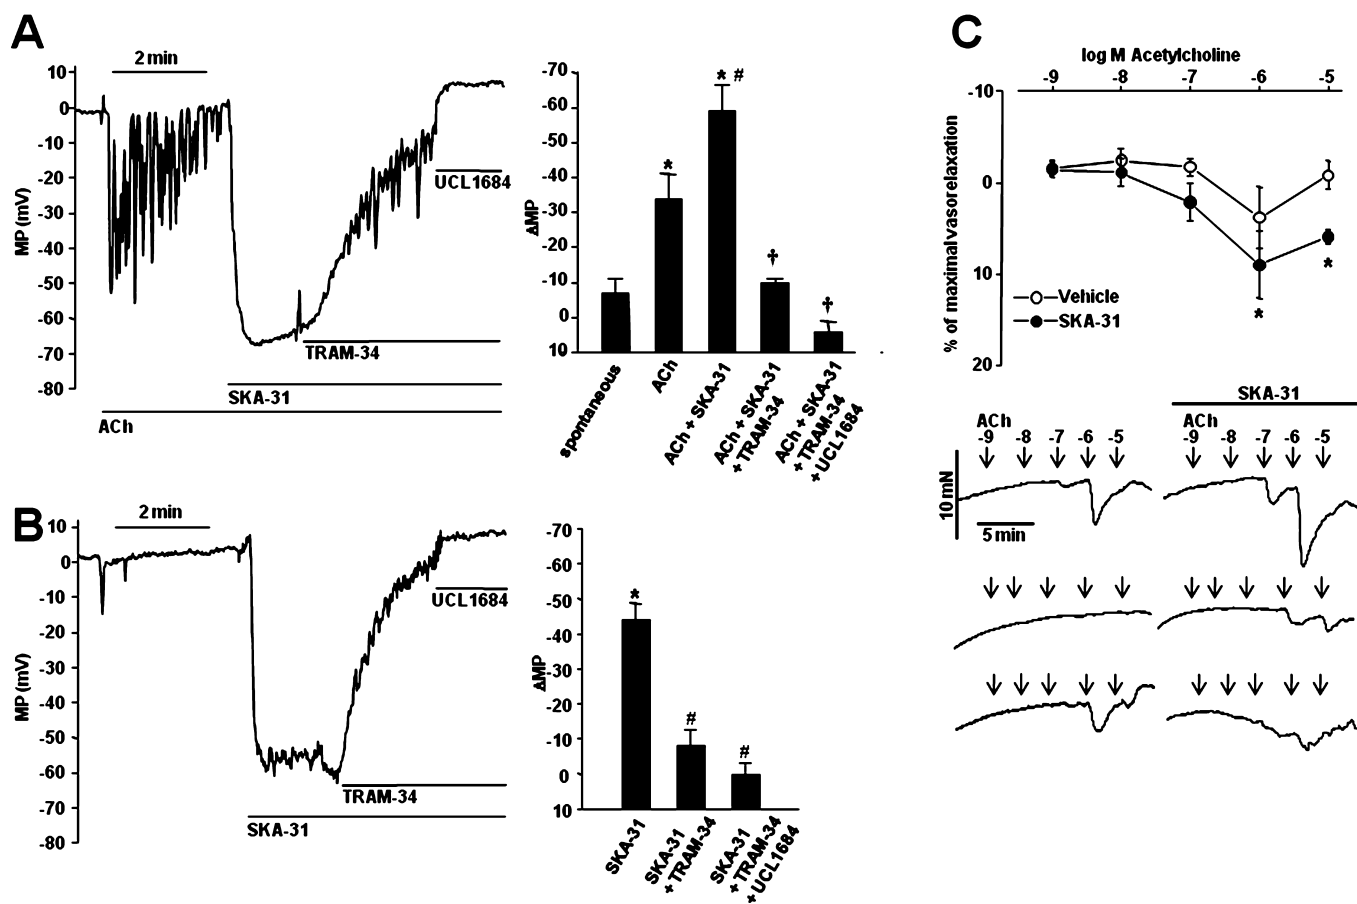 A
2 min
10
0
-10
-20
-30
-40
-50
-60
-70
-80
MP (mV)
UCL1684
TRAM-34
SKA-31
ACh
-70
-60
-50
-40
-30
-20
-10
0
10
ΔMP
*
* #
†
†
spontaneous
ACh
ACh + SKA-31
ACh + SKA-31
+ TRAM-34
ACh + SKA-31
+ TRAM-34
+ UCL1684
B
2 min
10
0
-10
-20
-30
-40
-50
-60
-70
-80
MP (mV)
UCL1684
TRAM-34
SKA-31
-70
-60
-50
-40
-30
-20
-10
0
10
ΔMP
*
#
#
SKA-31
SKA-31
+ TRAM-34
SKA-31
+ TRAM-34
+ UCL1684
C
log M Acetylcholine
-9 -8 -7 -6 -5
-10
0
10
20
% of maximal vasorelaxation
Vehicle
SKA-31
*
*
SKA-31
ACh
-9 -8 -7 -6 -5
ACh
-9 -8 -7 -6 -5
10 mN
5 min